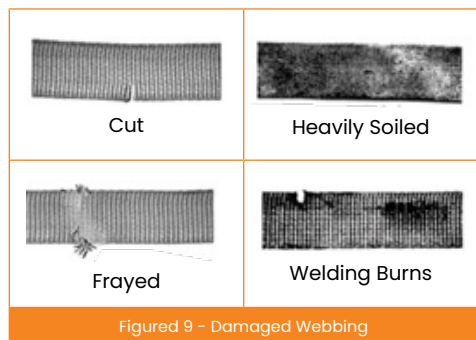 Cut
Heavily Soiled
Frayed
Welding Burns
Figured 9 - Damaged Webbing